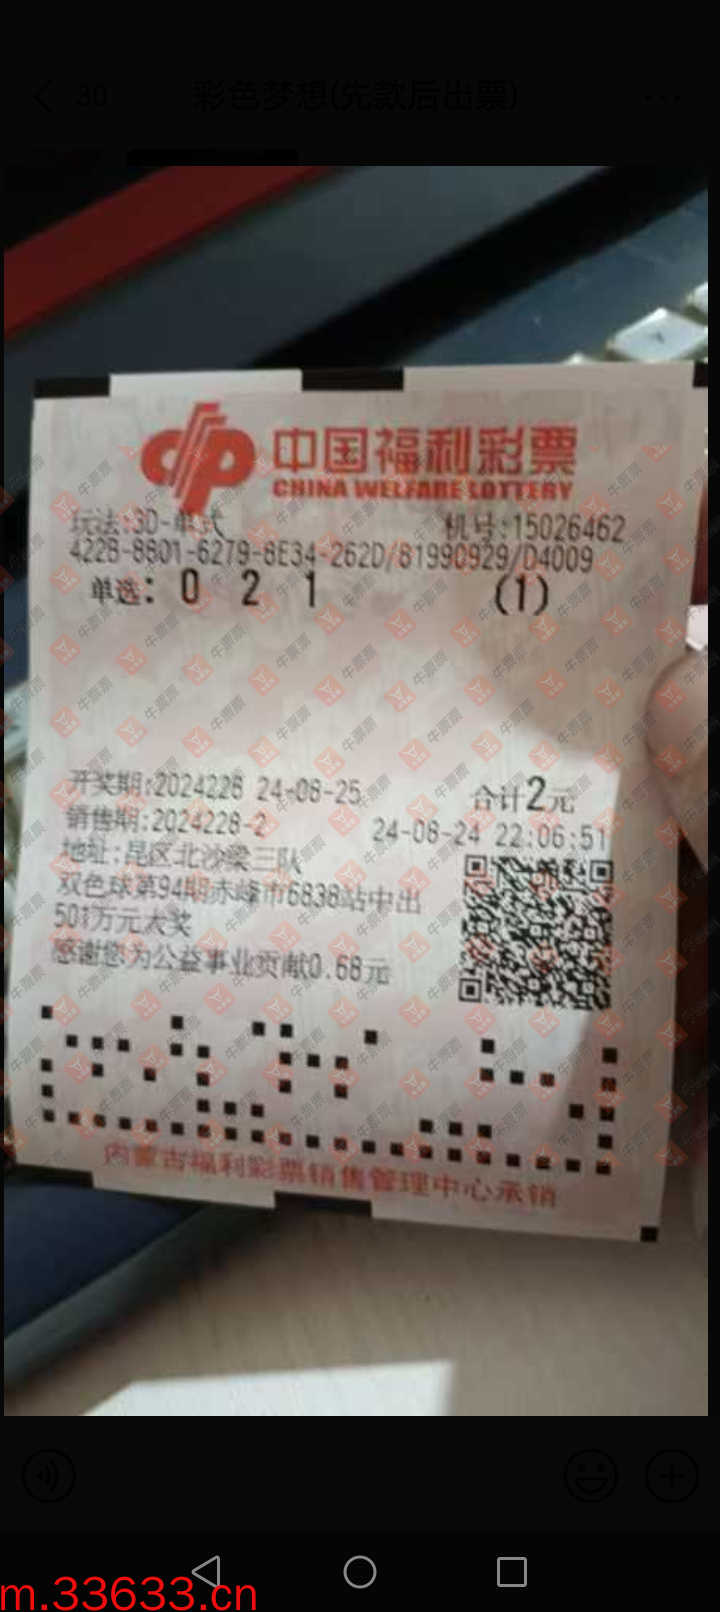 30 彩色梦想(先款后出票) ...
中国福利彩票
CHINA WELFARE LOTTERY
玩法:3D-单式 机号:15026462
4228-8801-6279-8E34-262D/81990929/D4009
单选: 0 2 1 (1)
开奖期:2024228 24-08-25 合计2元
销售期:2024228-2 24-08-24 22:06:51
地址:昆区北沙梁三队
双色球第94期赤峰市6838站中出
501万元大奖
感谢您为公益事业贡献0.68元
内蒙古福利彩票销售管理中心承销
牛票票
m.33633.cn